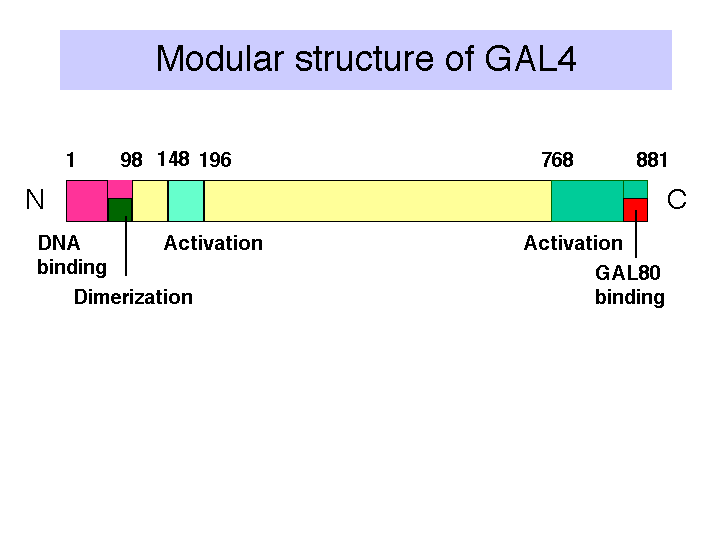 Modular structure of GAL4
1 98 148 196 768 881
N C
DNA
binding
Activation
Activation
Dimerization
GAL80
binding